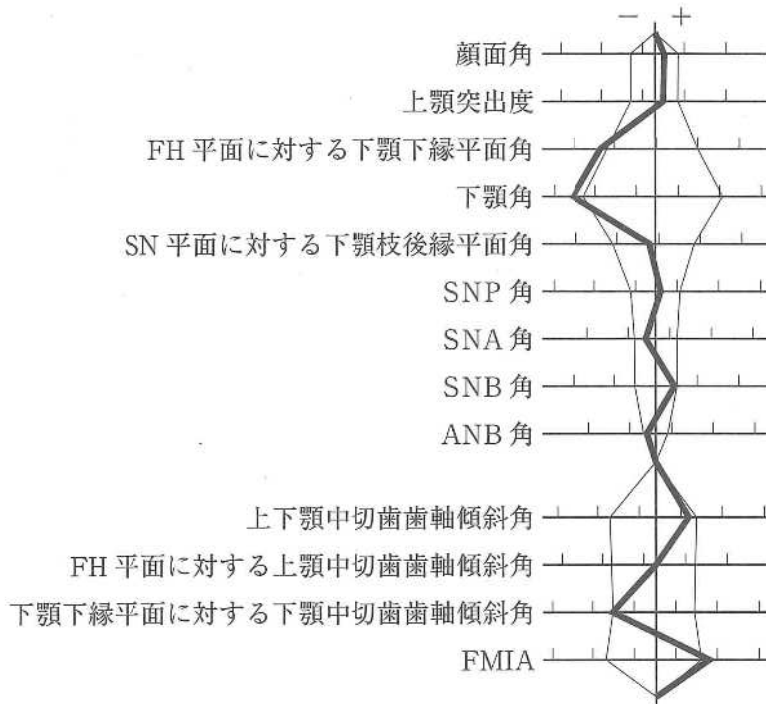 − +
顔面角
上顎突出度
FH 平面に対する下顎下縁平面角
下顎角
SN 平面に対する下顎枝後縁平面角
SNP 角
SNA 角
SNB 角
ANB 角
上下顎中切歯歯軸傾斜角
FH 平面に対する上顎中切歯歯軸傾斜角
下顎下縁平面に対する下顎中切歯歯軸傾斜角
FMIA